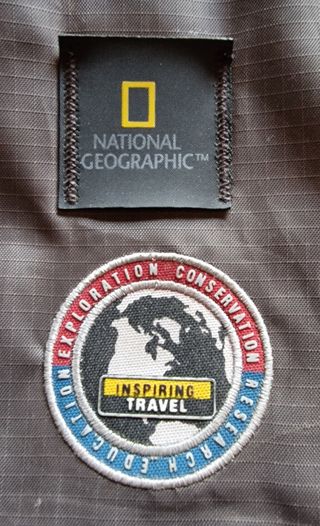 NATIONAL
GEOGRAPHIC™
EXPLORATION CONSERVATION
RESEARCH EDUCATION
INSPIRING
TRAVEL